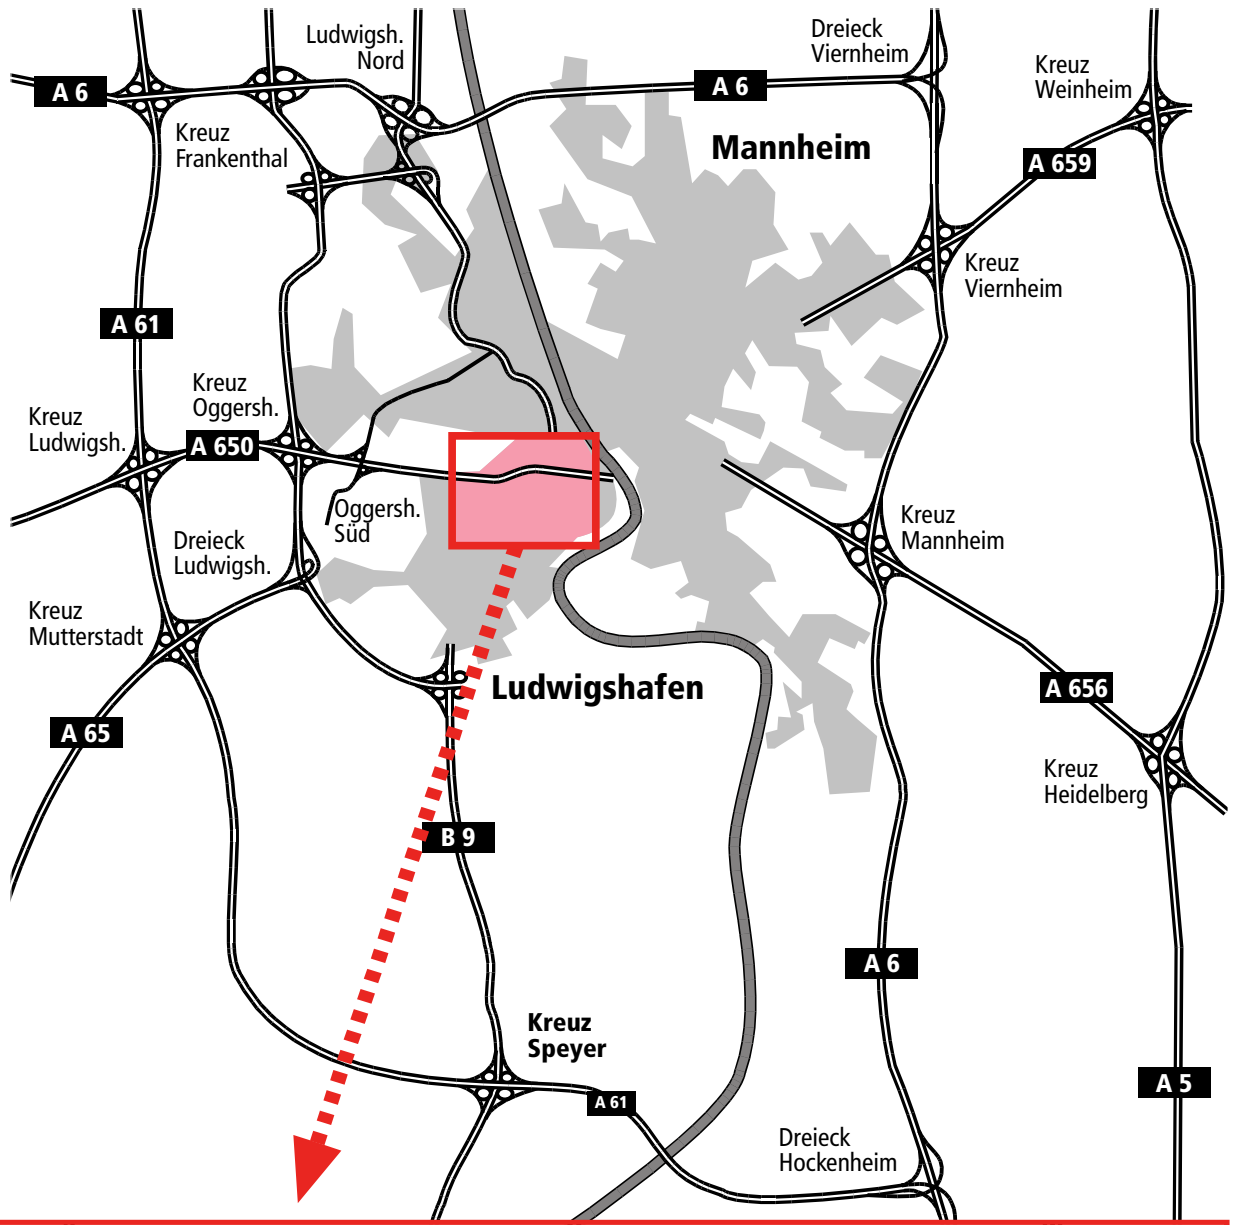 Ludwigsh.
Nord
Dreieck
Viernheim
Kreuz
Weinheim
A 6
A 6
Kreuz
Frankenthal
Mannheim
A 659
Kreuz
Viernheim
A 61
Kreuz
Oggersh.
Kreuz
Ludwigsh.
A 650
Oggersh.
Süd
Kreuz
Mannheim
Dreieck
Ludwigsh.
Kreuz
Mutterstadt
Ludwigshafen
A 656
A 65
Kreuz
Heidelberg
B 9
A 6
Kreuz
Speyer
A 61
A 5
Dreieck
Hockenheim